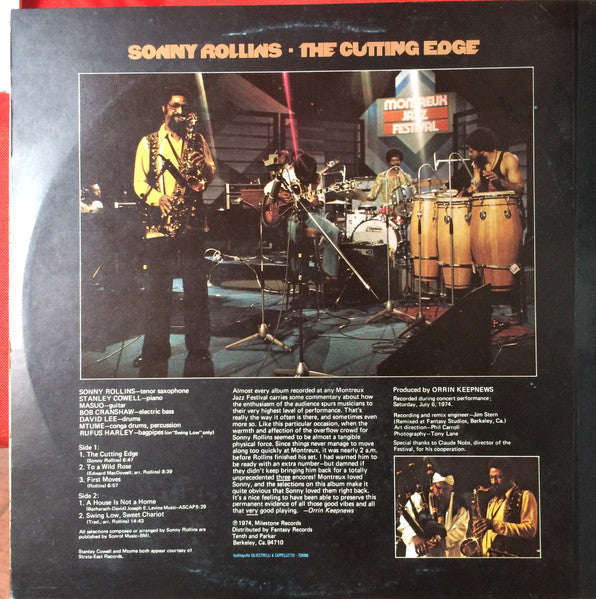 SONNY ROLLINS · THE CUTTING EDGE
MONTREUX
JAZZ
FESTIVAL
SONNY ROLLINS—tenor saxophone
STANLEY COWELL—piano
MASUO—guitar
BOB CRANSHAW—electric bass
DAVID LEE—drums
MTUME—conga drums, percussion
RUFUS HARLEY—bagpipes (on "Swing Low" only)
Side 1:
1. The Cutting Edge
(Sonny Rollins) 8:47
2. To a Wild Rose
(Edward MacDowell; arr. Rollins) 8:39
3. First Moves
(Rollins) 6:57
Side 2:
1. A House Is Not a Home
(Bacharach-David/Joseph E. Levine Music-ASCAP) 5:29
2. Swing Low, Sweet Chariot
(Trad.; arr. Rollins) 14:43
All selections composed or arranged by Sonny Rollins are
published by Sonrol Music-BMI.
Stanley Cowell and Mtume both appear courtesy of
Strata-East Records.
Almost every album recorded at any Montreux
Jazz Festival carries some commentary about how
the enthusiasm of the audience spurs musicians to
their very highest level of performance. That's
really the way it often is there, and sometimes even
more so. Like this particular occasion, when the
warmth and affection of the overflow crowd for
Sonny Rollins seemed to be almost a tangible
physical force. Since things never manage to move
along too quickly at Montreux, it was nearly 2 a.m.
before Rollins finished his set. I had warned him to
be ready with an extra number—but damned if
they didn't keep bringing him back for a totally
unprecedented three encores! Montreux loved
Sonny, and the selections on this album make it
quite obvious that Sonny loved them right back.
It's a nice feeling to have been able to preserve this
permanent evidence of all those good vibes and all
that very good playing. —Orrin Keepnews
℗ 1974, Milestone Records
Distributed by Fantasy Records
Tenth and Parker
Berkeley, Ca. 94710
tipolitografia SILVESTRELLI & CAPPELLETTO - TORINO
Produced by ORRIN KEEPNEWS
Recorded during concert performance;
Saturday, July 6, 1974.
Recording and remix engineer—Jim Stern
(Remixed at Fantasy Studios, Berkeley, Ca.)
Art direction—Phil Carroll
Photography—Tony Lane
Special thanks to Claude Nobs, director of the
Festival, for his cooperation.